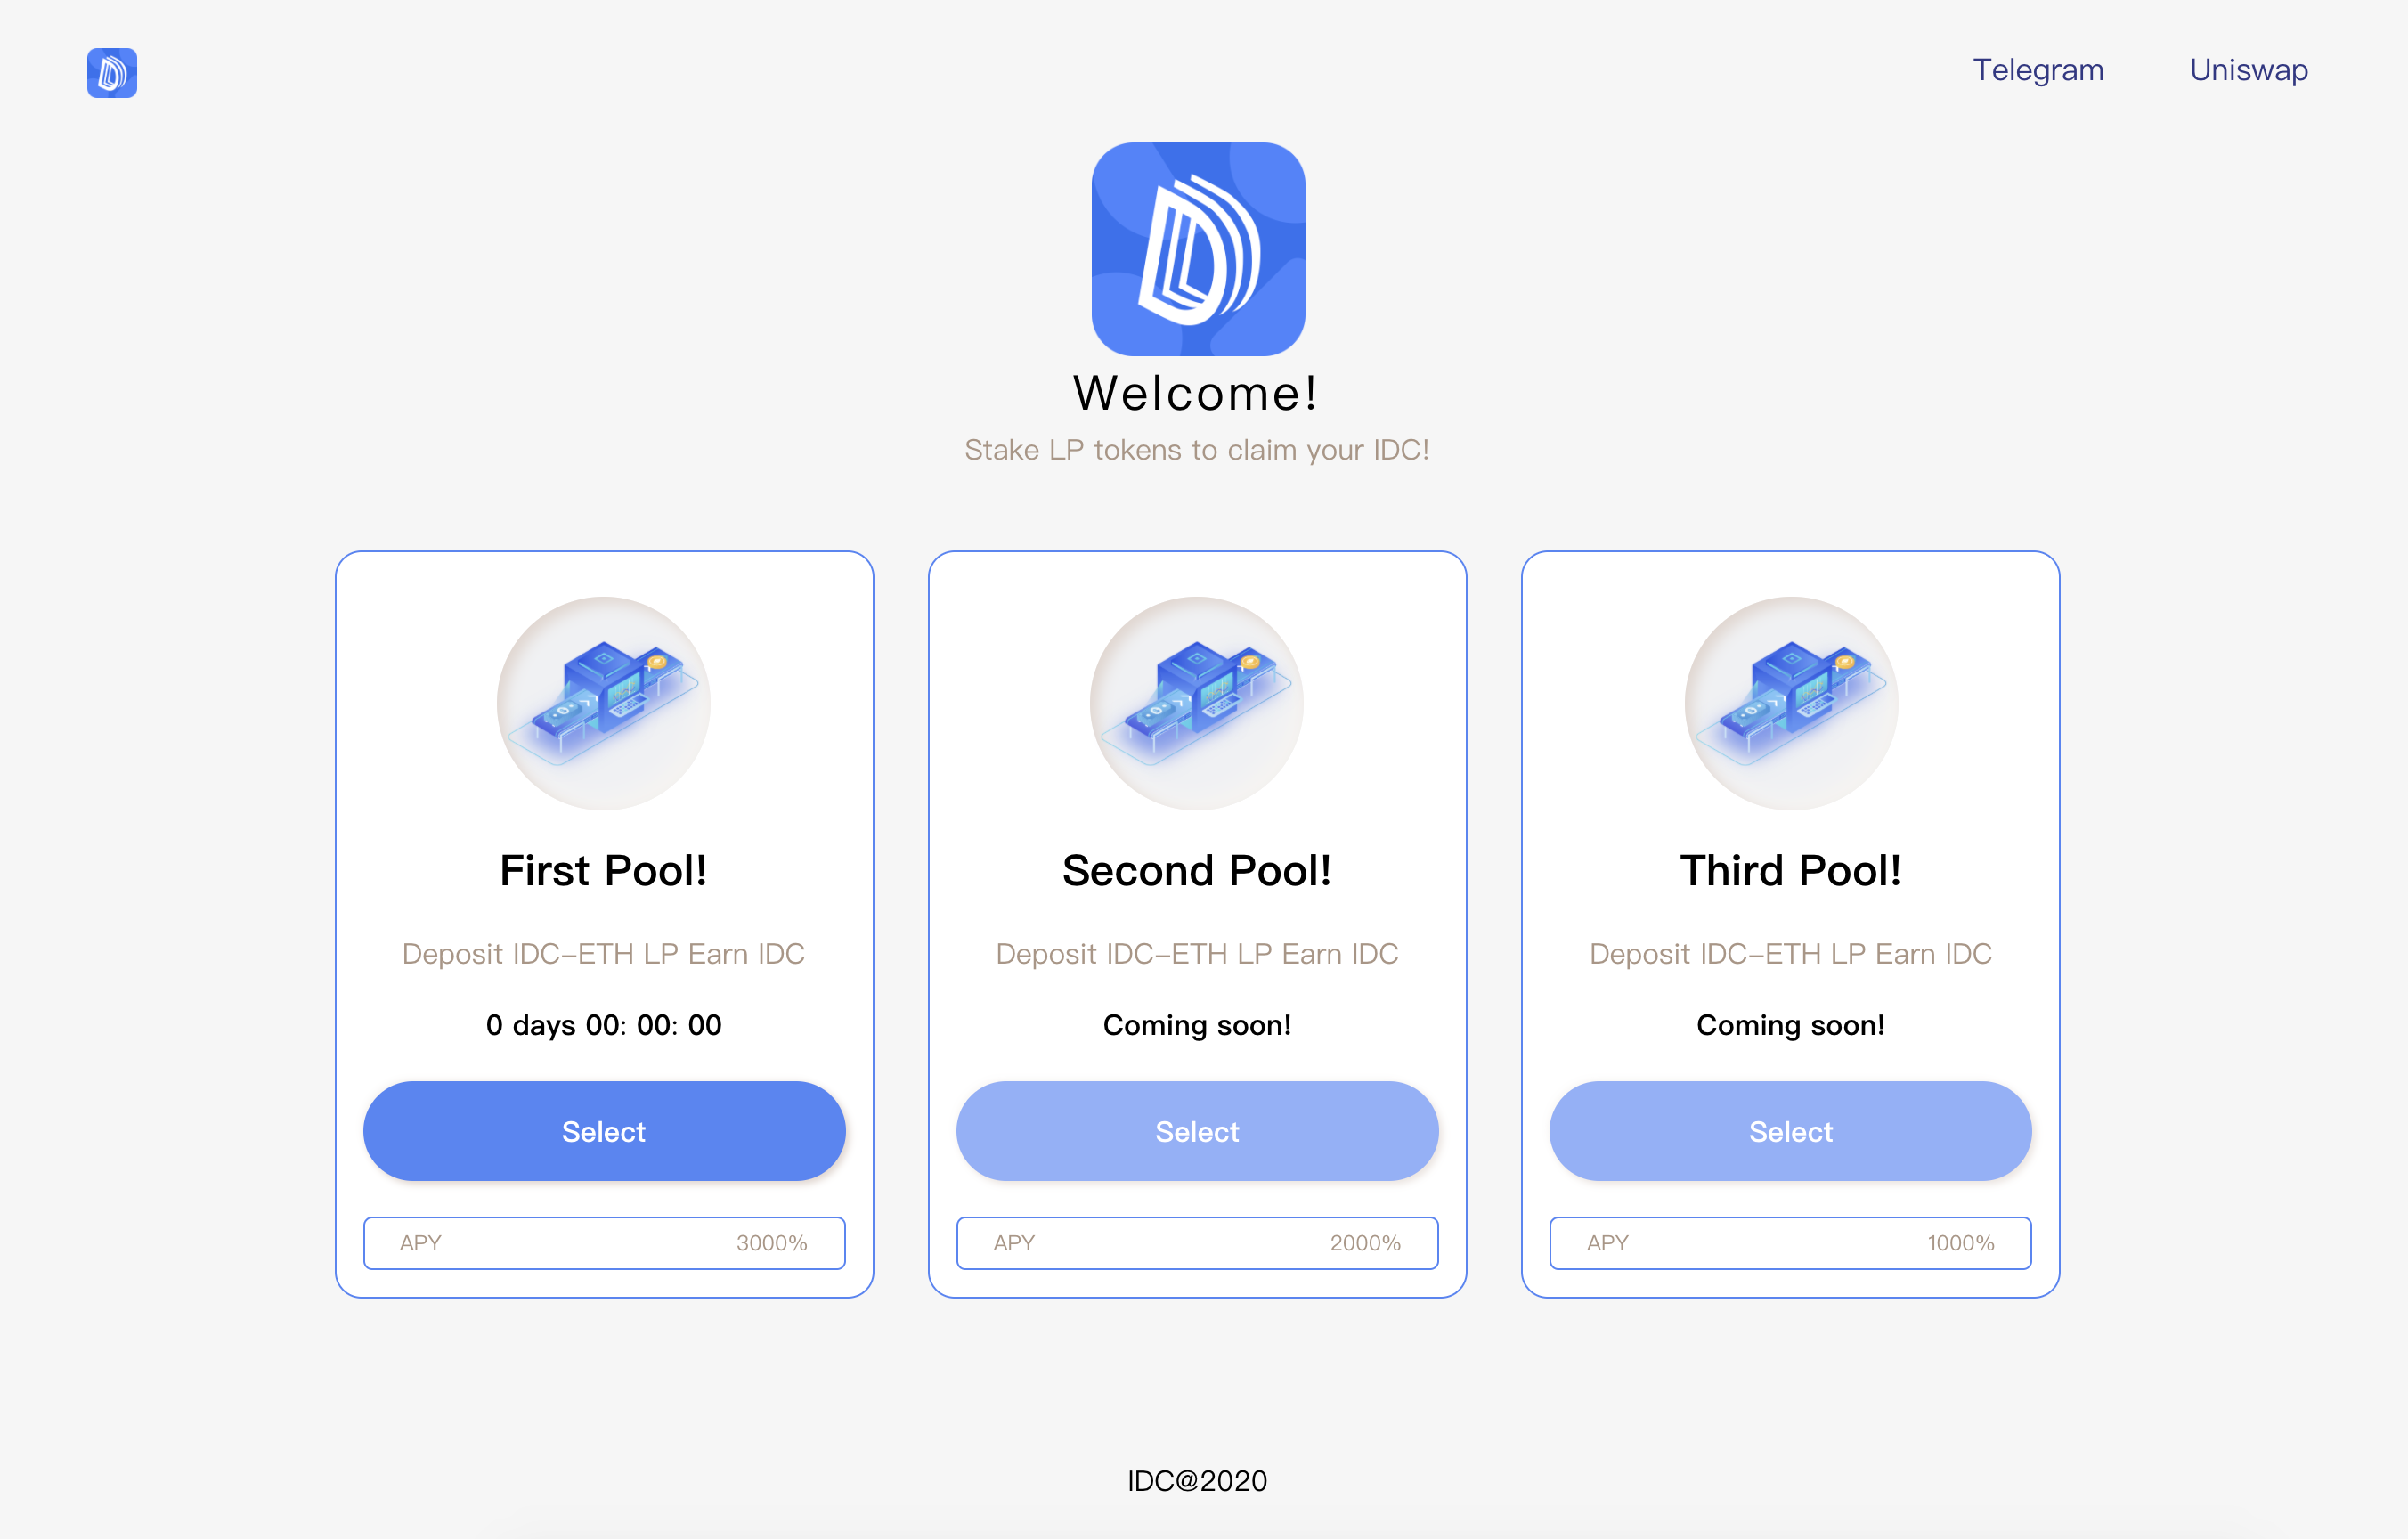 Telegram Uniswap
Welcome!
Stake LP tokens to claim your IDC!
First Pool!
Deposit IDC-ETH LP Earn IDC
0 days 00: 00: 00
Select
APY 3000%
Second Pool!
Deposit IDC-ETH LP Earn IDC
Coming soon!
Select
APY 2000%
Third Pool!
Deposit IDC-ETH LP Earn IDC
Coming soon!
Select
APY 1000%
IDC@2020